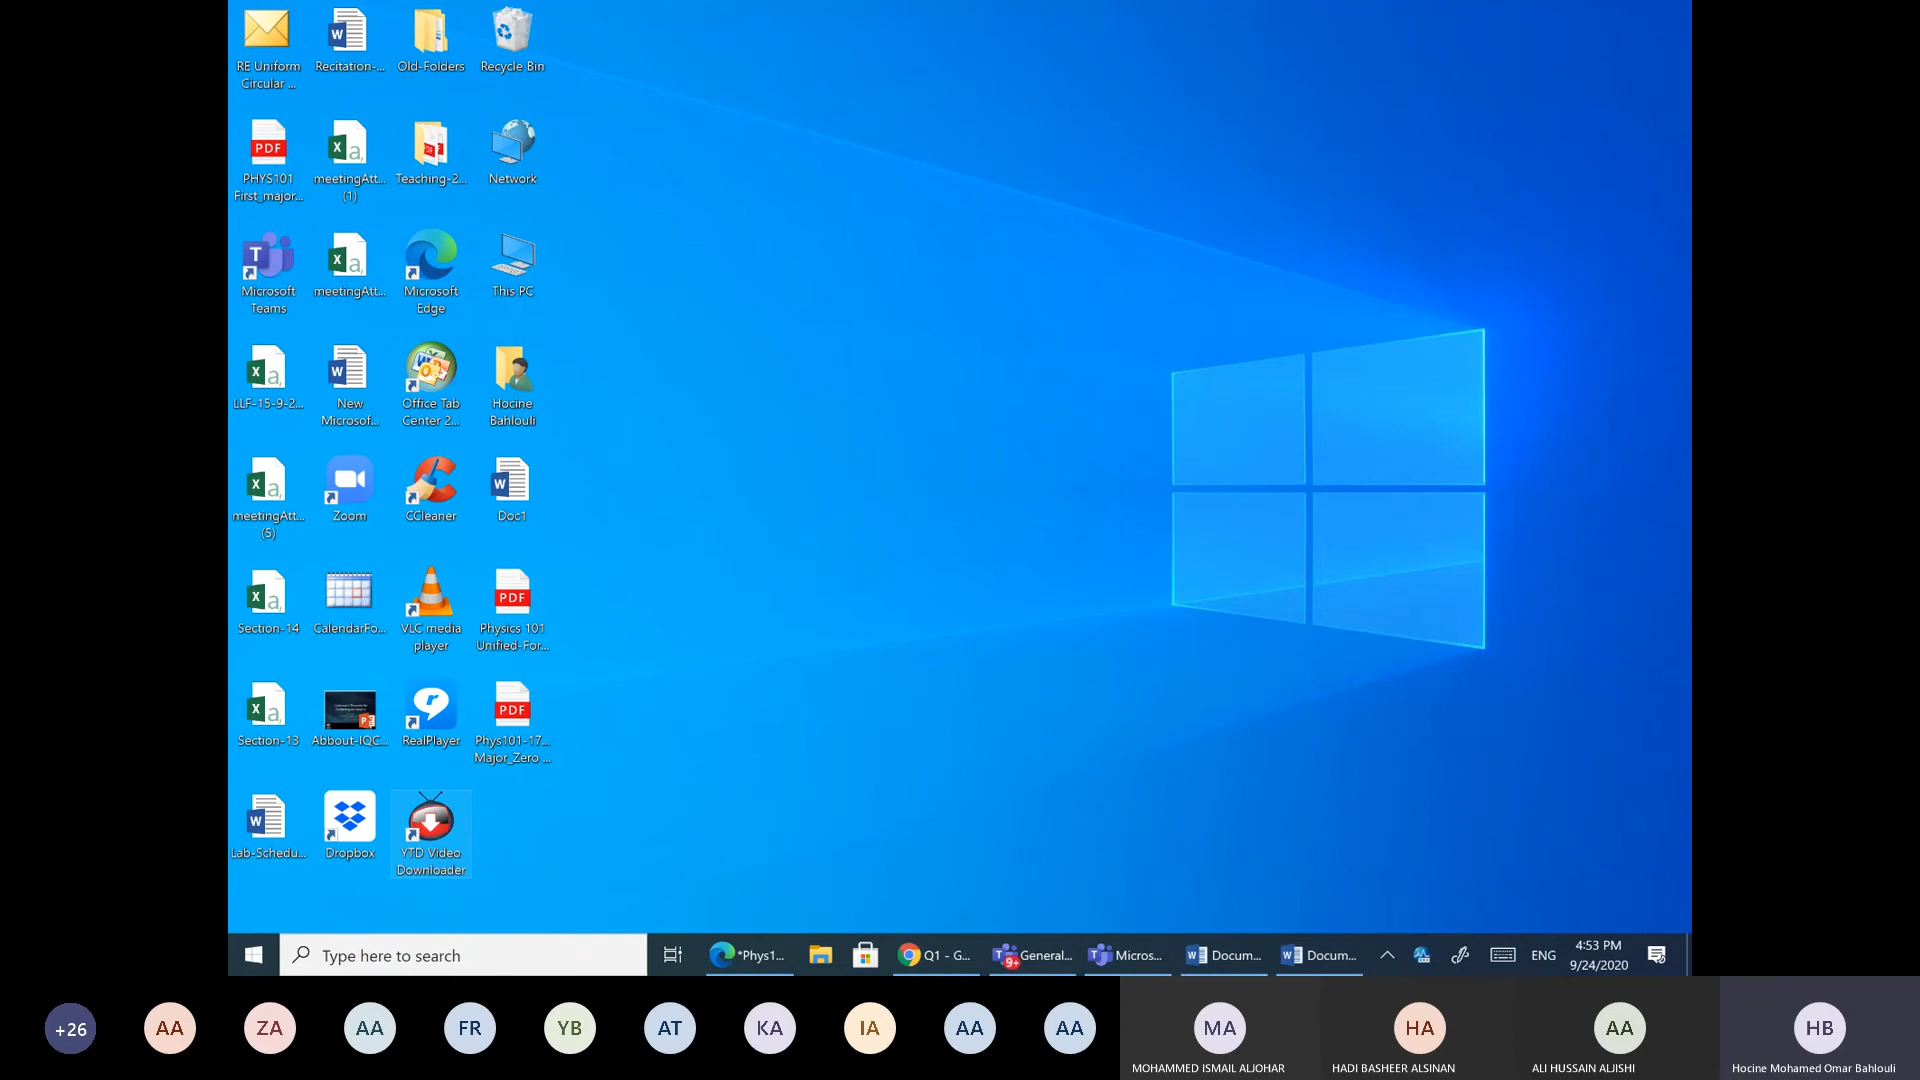 RE Uniform
Circular ...
Recitation-...
Old-Folders
Recycle Bin
PDF
PHYS101
First_major...
meetingAtt...
(1)
Teaching-2...
Network
Microsoft
Teams
meetingAtt...
Microsoft
Edge
This PC
LLF-15-9-2...
New
Microsof...
Office Tab
Center 2...
Hocine
Bahlouli
meetingAtt...
(5)
Zoom
CCleaner
Doc1
Section-14
CalendarFo...
VLC media
player
PDF
Physics 101
Unified-For...
Section-13
Abbout-IQC...
RealPlayer
PDF
Phys101-17...
Major_Zero ...
Lab-Schedu...
Dropbox
YTD Video
Downloader
Type here to search
*Phys1...
Q1 - G...
9+
General...
Micros...
Docum...
Docum...
ENG
4:53 PM
9/24/2020
+26
AA
ZA
AA
FR
YB
AT
KA
IA
AA
AA
MA
HA
AA
HB
MOHAMMED ISMAIL ALJOHAR
HADI BASHEER ALSINAN
ALI HUSSAIN ALJISHI
Hocine Mohamed Omar Bahlouli